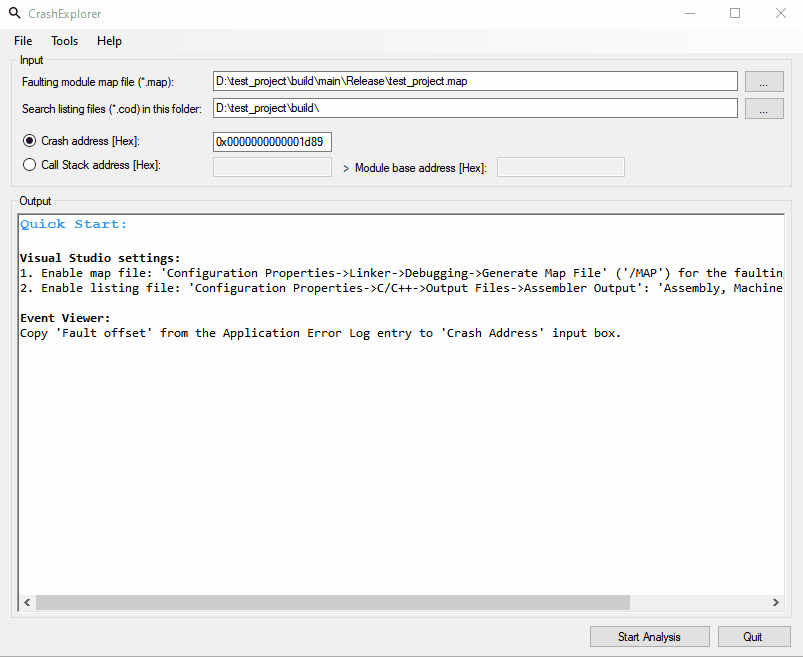 CrashExplorer
File Tools Help
Input
Faulting module map file (*.map): D:\test_project\build\main\Release\test_project.map ...
Search listing files (*.cod) in this folder: D:\test_project\build\ ...
Crash address [Hex]: 0x0000000000001d89
Call Stack address [Hex]: > Module base address [Hex]:
Output
Quick Start:
Visual Studio settings:
1. Enable map file: 'Configuration Properties->Linker->Debugging->Generate Map File' ('/MAP') for the faultin
2. Enable listing file: 'Configuration Properties->C/C++->Output Files->Assembler Output': 'Assembly, Machine
Event Viewer:
Copy 'Fault offset' from the Application Error Log entry to 'Crash Address' input box.
Start Analysis Quit